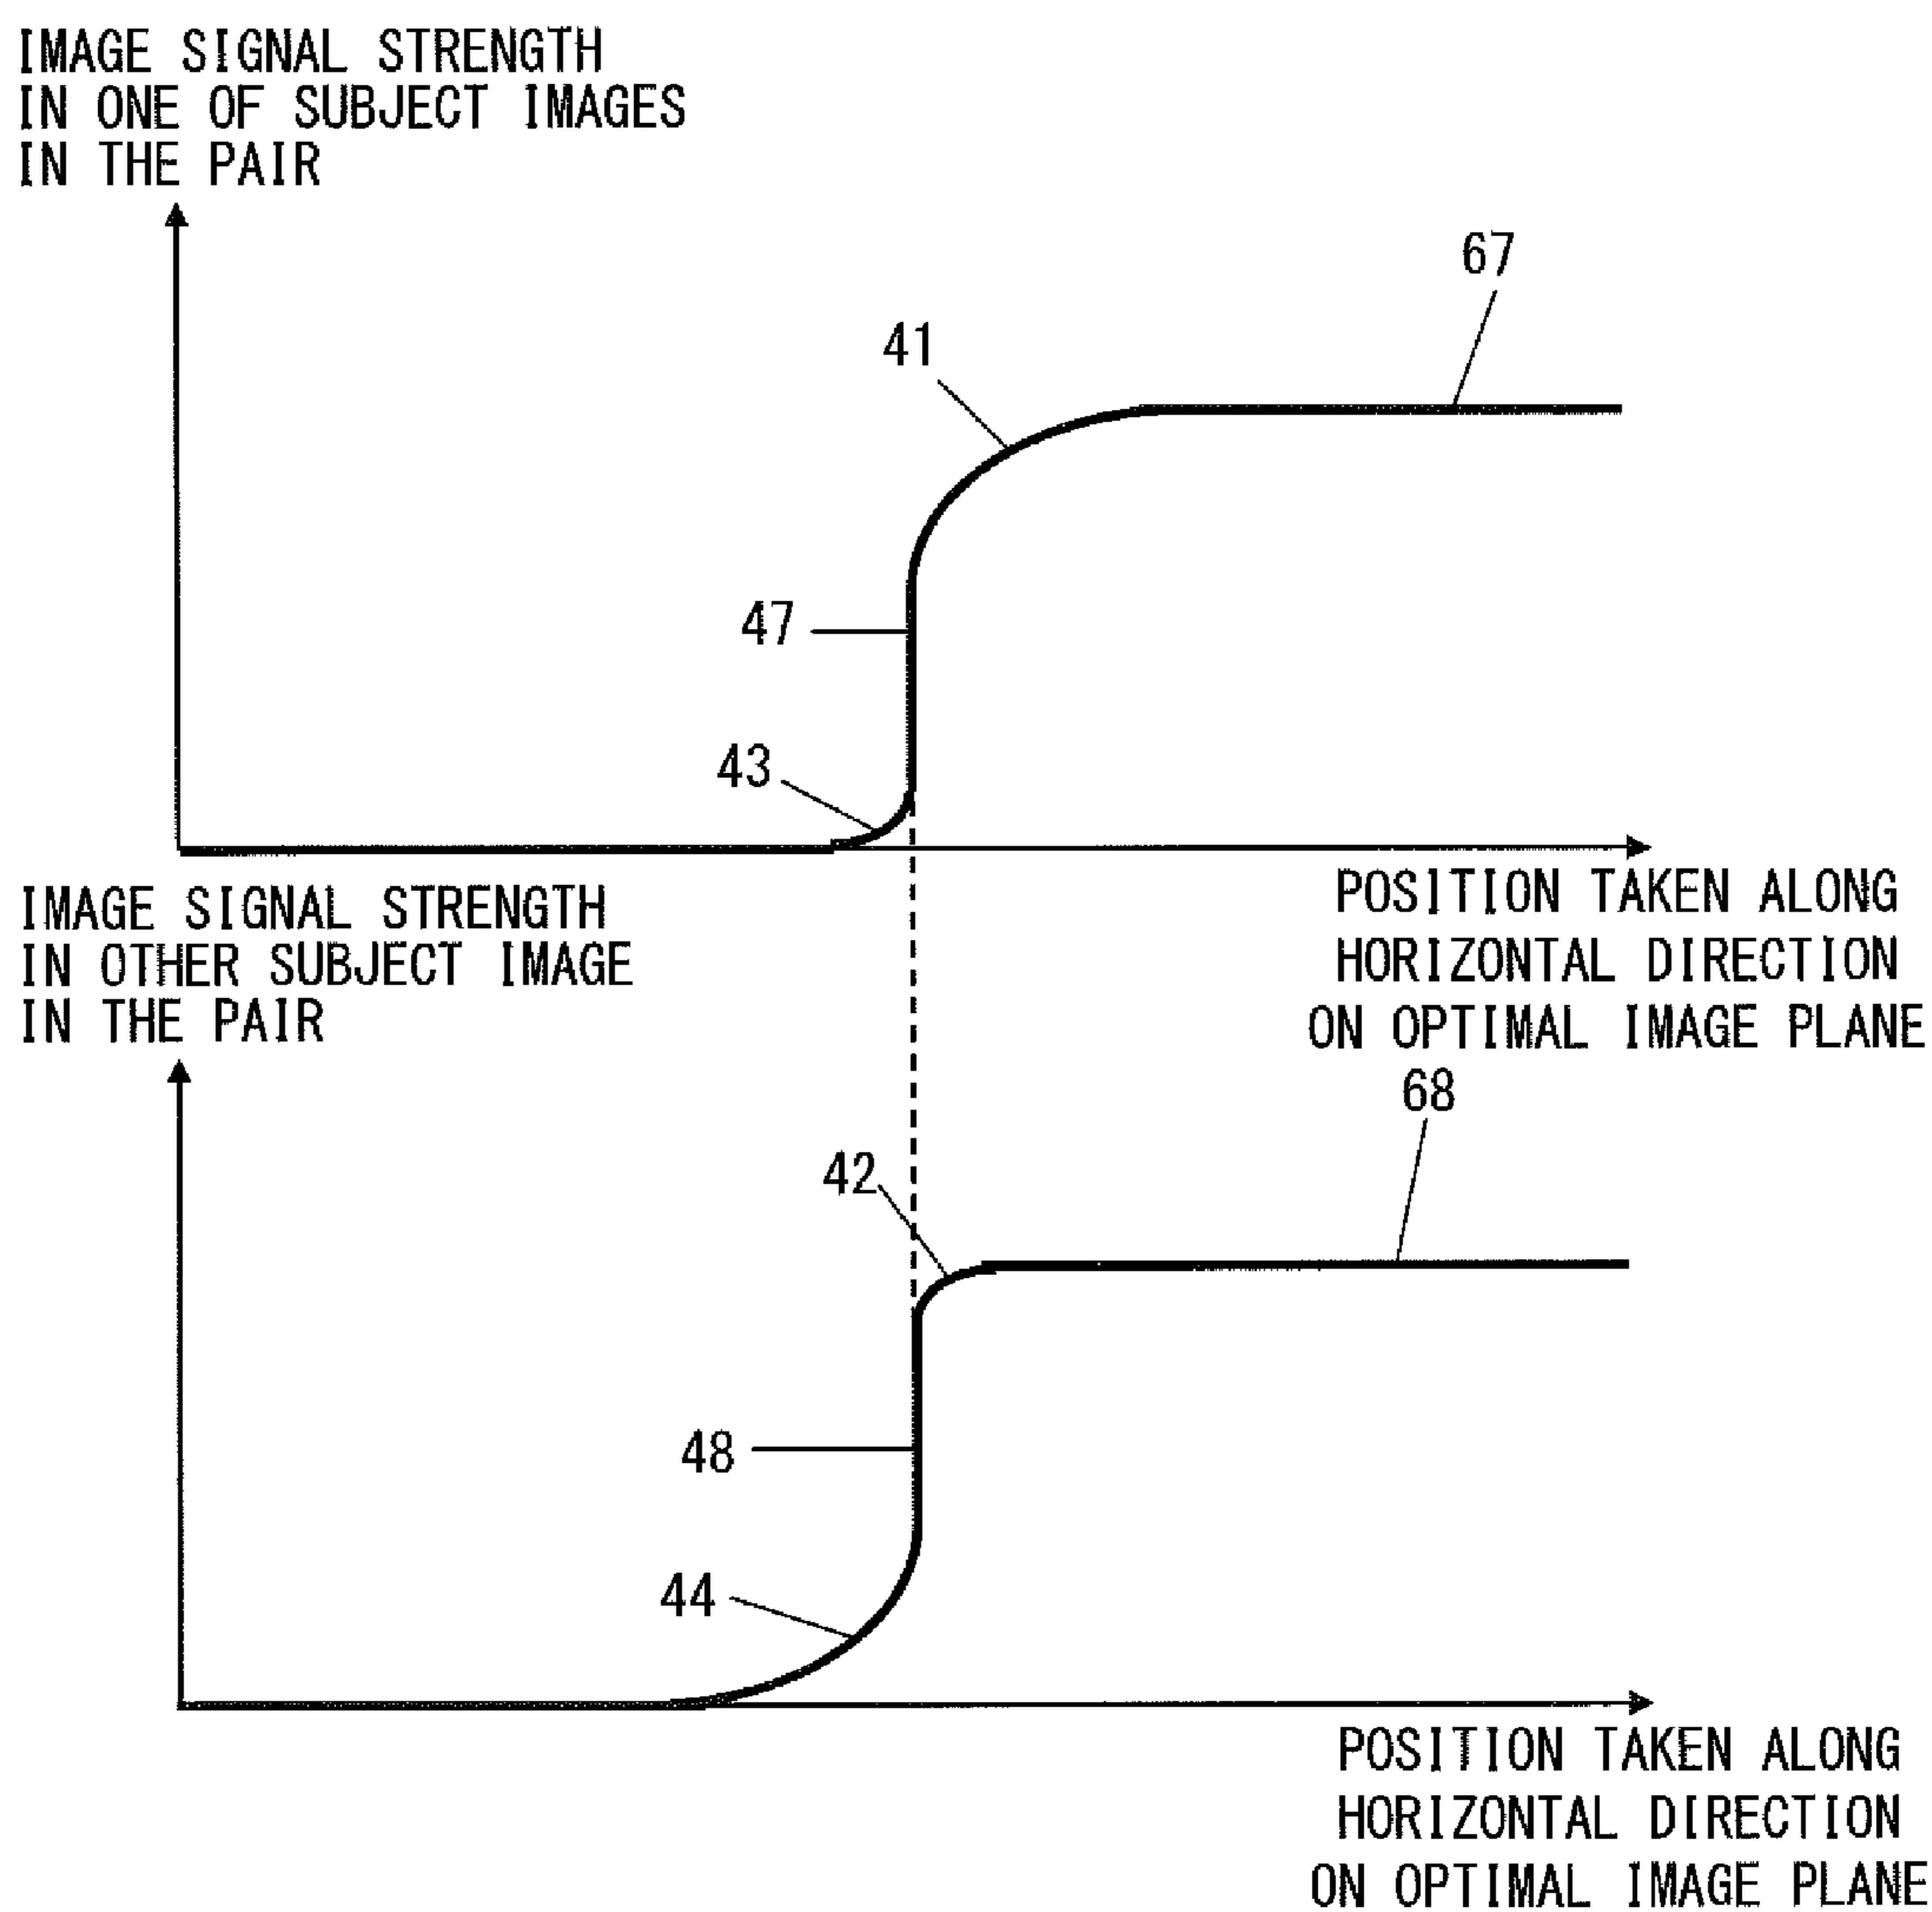 IMAGE SIGNAL STRENGTH
IN ONE OF SUBJECT IMAGES
IN THE PAIR
67
41
47
43
POSITION TAKEN ALONG
HORIZONTAL DIRECTION
ON OPTIMAL IMAGE PLANE
IMAGE SIGNAL STRENGTH
IN OTHER SUBJECT IMAGE
IN THE PAIR
68
42
48
44
POSITION TAKEN ALONG
HORIZONTAL DIRECTION
ON OPTIMAL IMAGE PLANE